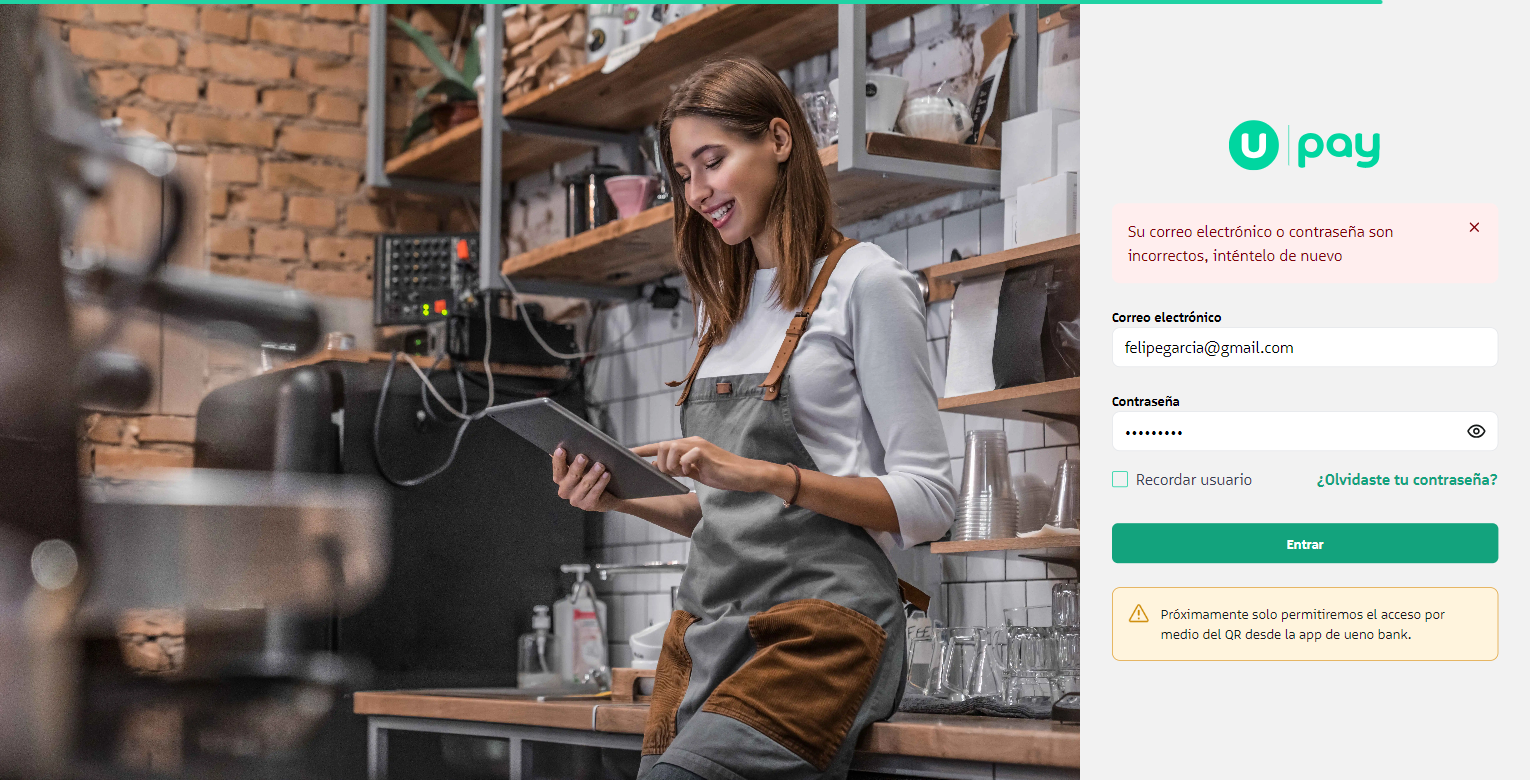 U pay
Su correo electrónico o contraseña son
incorrectos, inténtelo de nuevo
Correo electrónico
felipegarcia@gmail.com
Contraseña
•••••••••
Recordar usuario
¿Olvidaste tu contraseña?
Entrar
Próximamente solo permitiremos el acceso por
medio del QR desde la app de ueno bank.